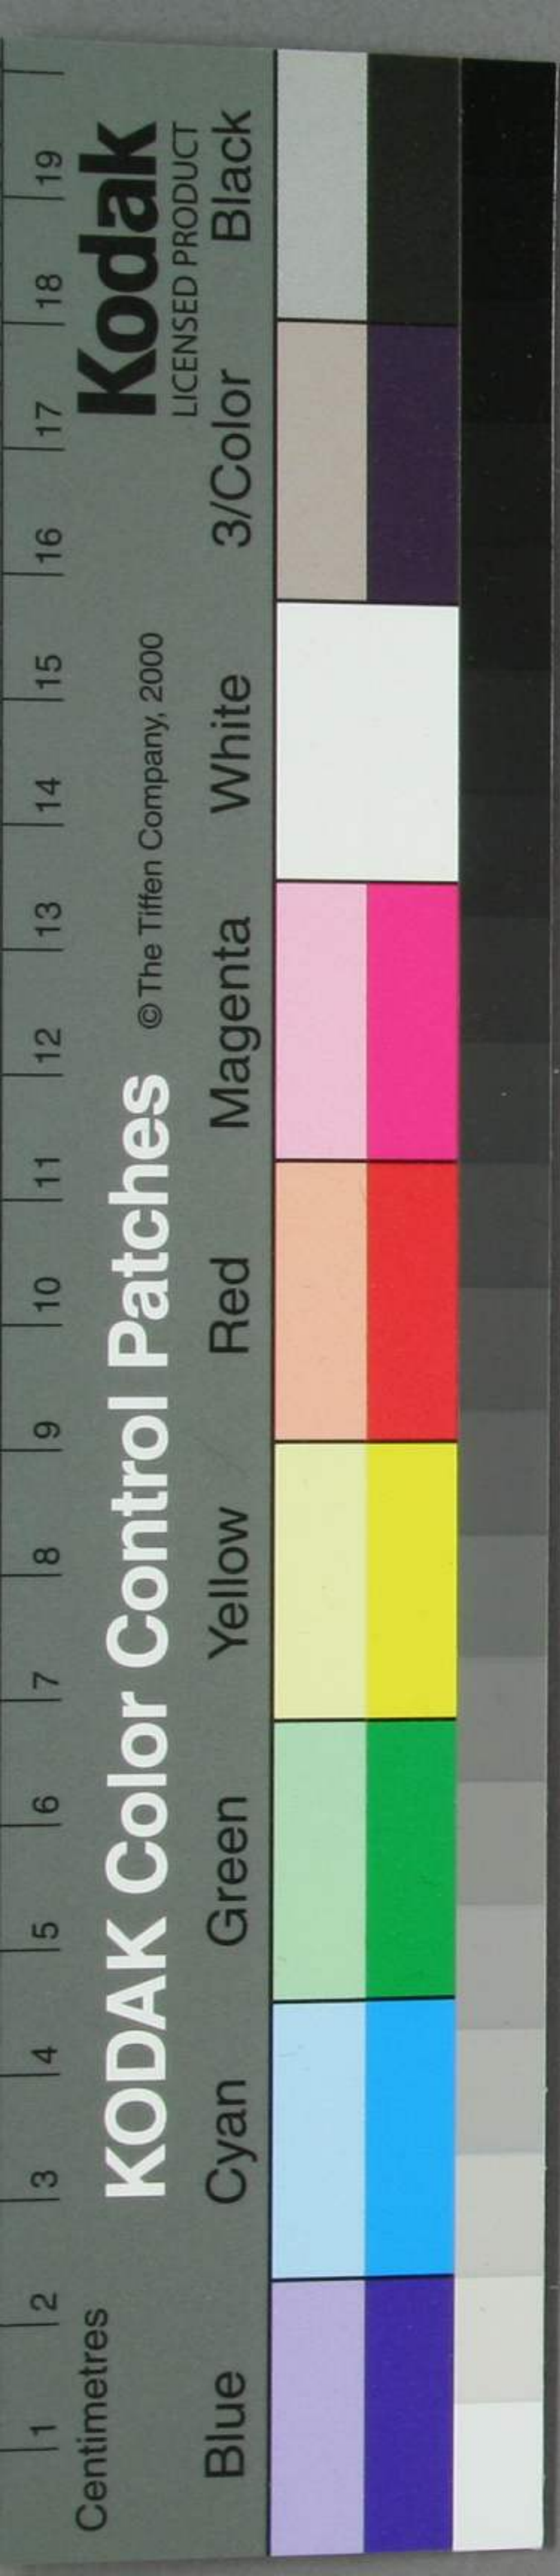 1 2 3 4 5 6 7 8 9 10 11 12 13 14 15 16 17 18 19
Centimetres
KODAK Color Control Patches © The Tiffen Company, 2000
Kodak
LICENSED PRODUCT
Blue Cyan Green Yellow Red Magenta White 3/Color Black